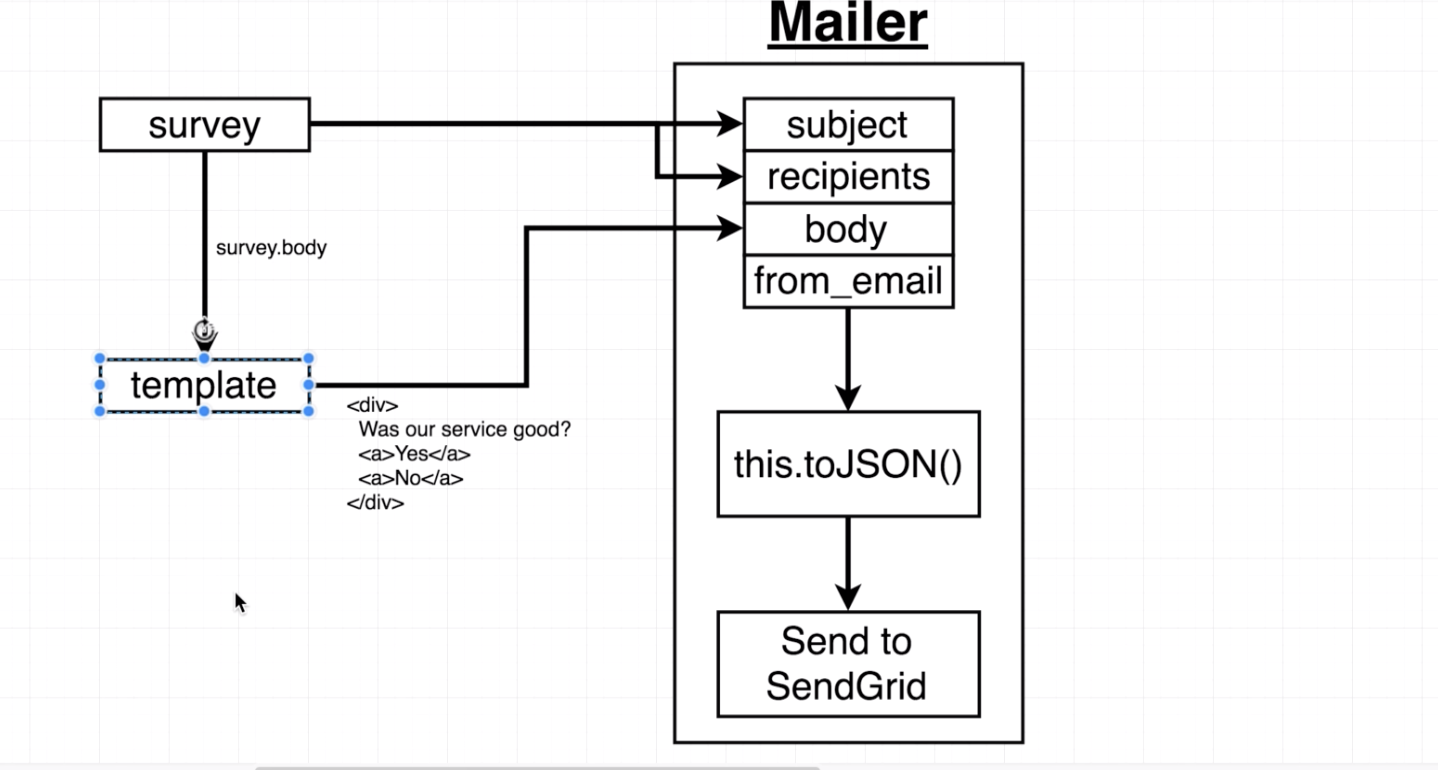 Mailer
survey
subject
recipients
body
from_email
survey.body
template
<div>
Was our service good?
<a>Yes</a>
<a>No</a>
</div>
this.toJSON()
Send to
SendGrid